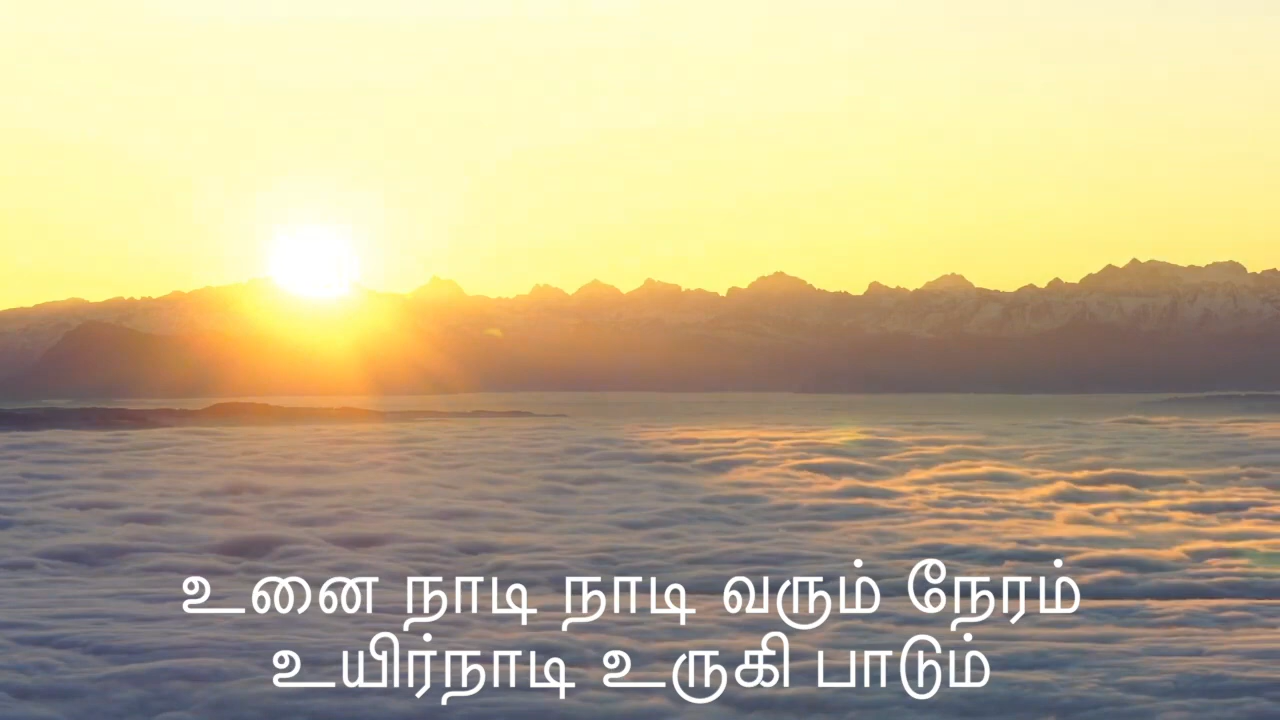 உனை நாடி நாடி வரும் நேரம்
உயிர்நாடி உருகி பாடும்